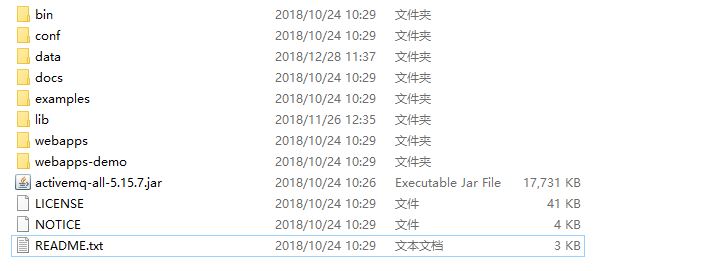 bin 2018/10/24 10:29 文件夹
conf 2018/10/24 10:29 文件夹
data 2018/12/28 11:37 文件夹
docs 2018/10/24 10:29 文件夹
examples 2018/10/24 10:29 文件夹
lib 2018/11/26 12:35 文件夹
webapps 2018/10/24 10:29 文件夹
webapps-demo 2018/10/24 10:29 文件夹
activemq-all-5.15.7.jar 2018/10/24 10:26 Executable Jar File 17,731 KB
LICENSE 2018/10/24 10:29 文件 41 KB
NOTICE 2018/10/24 10:29 文件 4 KB
README.txt 2018/10/24 10:29 文本文档 3 KB